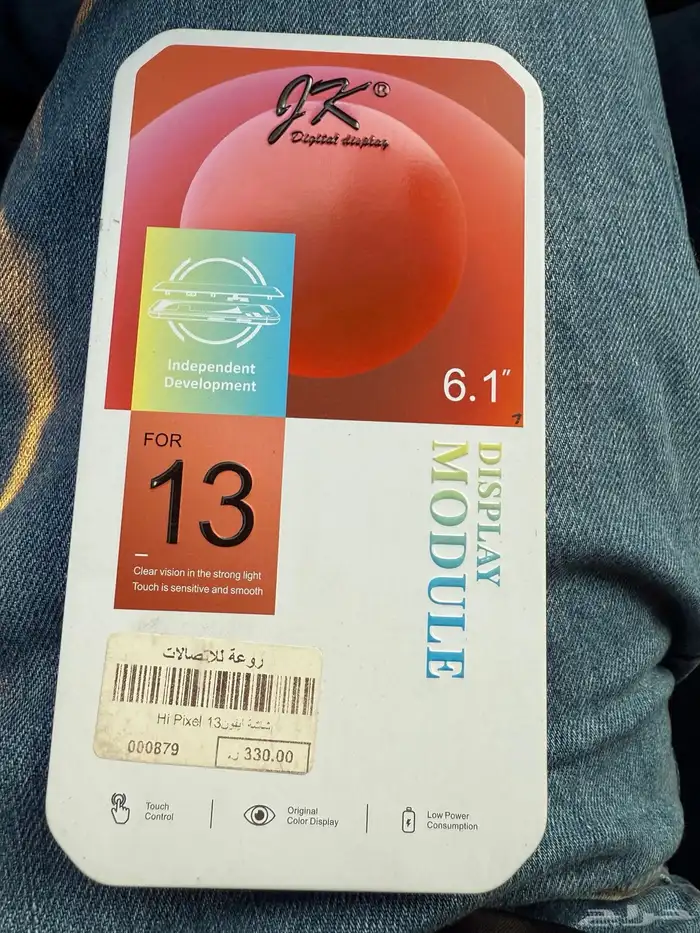 JK®
Digital display
Independent
Development
6.1"
FOR
13
Clear vision in the strong light
Touch is sensitive and smooth
DISPLAY
MODULE
روعة للاتصالات
شاشة ايفون13 Hi Pixel
000879
330.00 ر.
Touch
Control
Original
Color Display
Low Power
Consumption
حراج